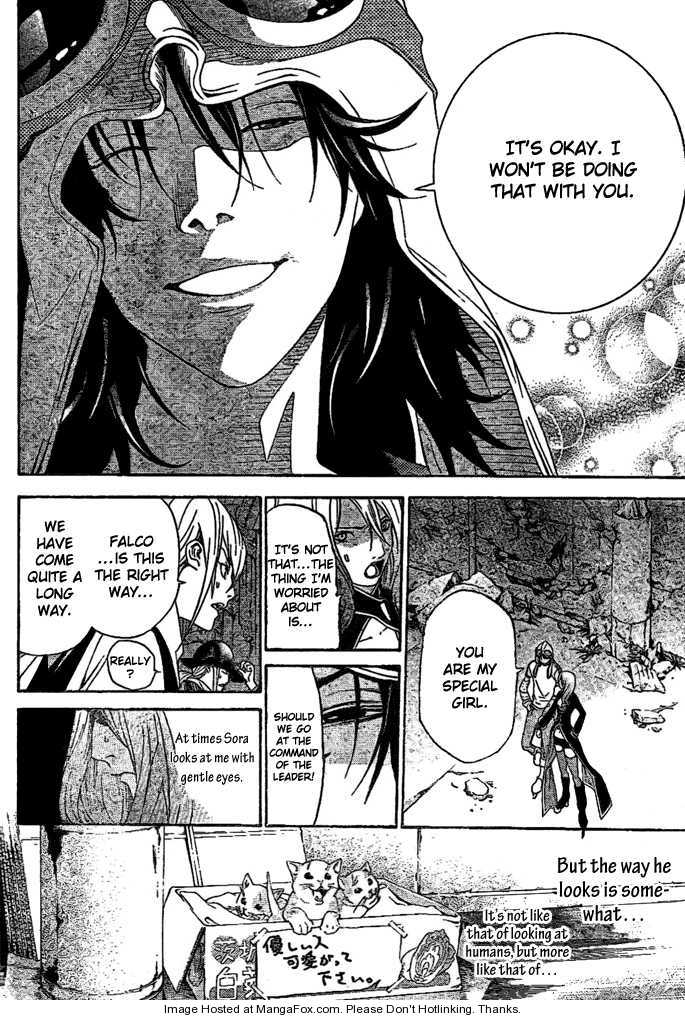 IT'S OKAY. I
WON'T BE DOING
THAT WITH YOU.
YOU
ARE MY
SPECIAL
GIRL.
IT'S NOT
THAT...THE
THING I'M
WORRIED
ABOUT
IS...
SHOULD
WE GO
AT THE
COMMAND
OF THE
LEADER!
FALCO
...IS THIS
THE RIGHT
WAY...
WE
HAVE
COME
QUITE A
LONG
WAY.
REALLY
?
At times Sora
looks at me with
gentle eyes.
But the way he
looks is some-
what...
It's not like
that of looking at
humans, but more
like that of...
優しい人
可愛がって
下さい。
白菜
Image Hosted at MangaFox.com. Please Don't Hotlinking. Thanks.